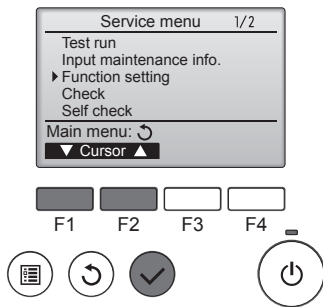 Service menu 1/2
Test run
Input maintenance info.
Function setting
Check
Self check
Main menu:
Cursor
F1 F2 F3 F4